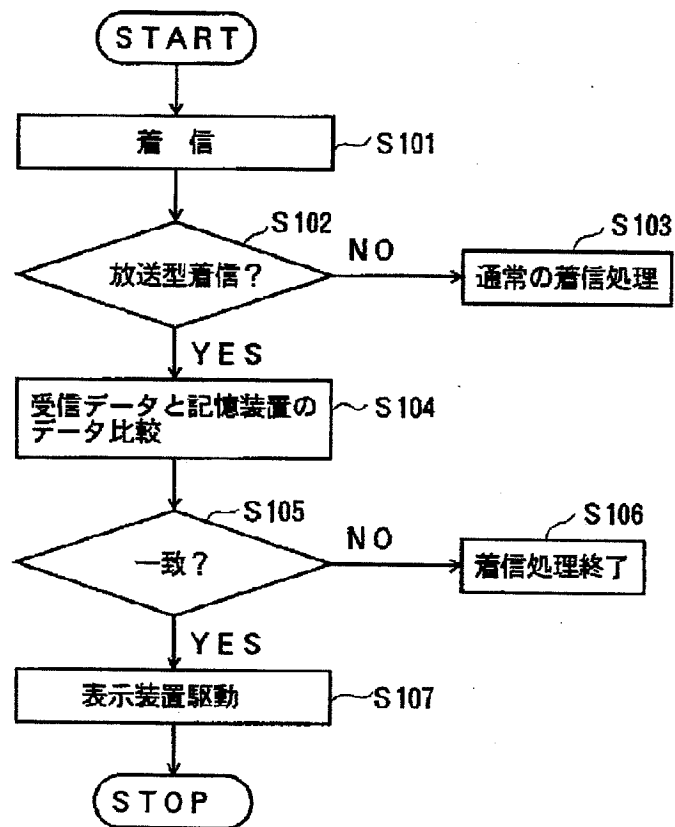 START
着信
S101
S102
放送型着信？
NO
S103
通常の着信処理
YES
受信データと記憶装置の
データ比較
S104
S105
一致？
NO
S106
着信処理終了
YES
表示装置駆動
S107
STOP